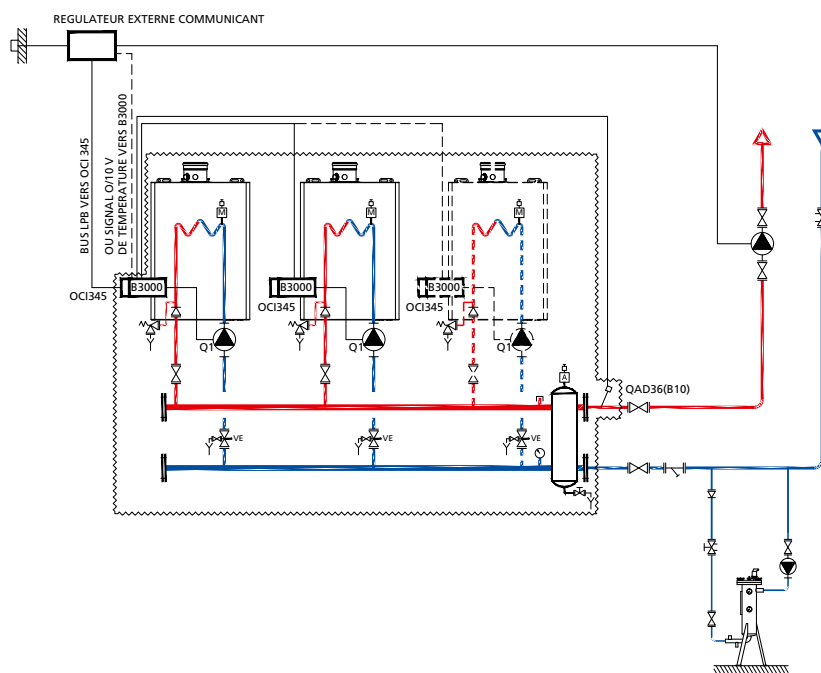 REGULATEUR EXTERNE COMMUNICANT
BUS LPB VERS OCI 345
OU SIGNAL 0/10 V
DE TEMPERATURE VERS B3000
M
M
M
B3000
B3000
B3000
OCI345
OCI345
OCI345
Q1
Q1
Q1
A
QAD36(B10)
VE
VE
VE